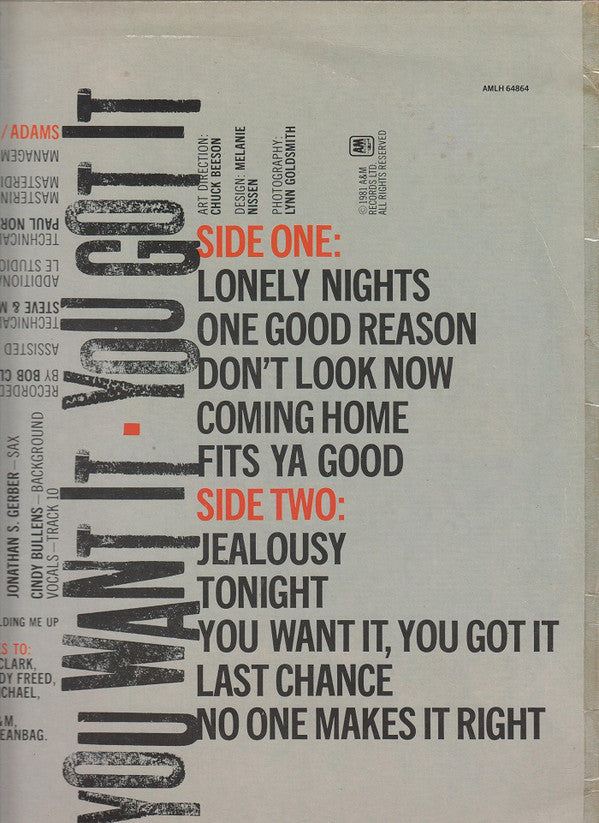 AMLH 64864
/ADAMS
MANAGEM
MASTERDI
MASTERIN
PAUL NOR
TECHNICA
LE STUDIO
ADDITIONA
STEVE & M
TECHNICA
ASSISTED
BY BOB CL
RECORDED
JONATHAN S. GERBER – SAX
CINDY BULLENS – BACKGROUND
VOCALS – TRACK 10
LDING ME UP
S TO:
CLARK,
DY FREED,
ICHAEL,
&M,
EANBAG.
YOU WANT IT · YOU GOT IT
ART DIRECTION:
CHUCK BEESON
DESIGN: MELANIE
NISSEN
PHOTOGRAPHY:
LYNN GOLDSMITH
A&M
© 1981 A&M
RECORDS LTD.
ALL RIGHTS RESERVED
SIDE ONE:
LONELY NIGHTS
ONE GOOD REASON
DON'T LOOK NOW
COMING HOME
FITS YA GOOD
SIDE TWO:
JEALOUSY
TONIGHT
YOU WANT IT, YOU GOT IT
LAST CHANCE
NO ONE MAKES IT RIGHT